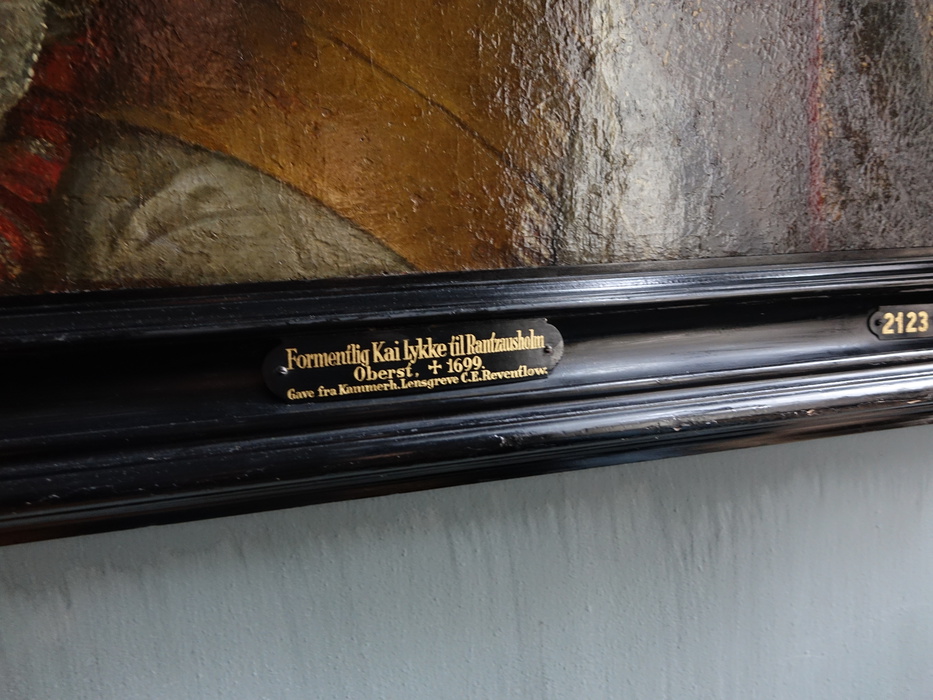 Formentlig Kai Lykke til Rantzausholm
Oberst, ✝ 1699.
Gave fra Kammerh. Lensgreve C.E. Reventlow.
2123